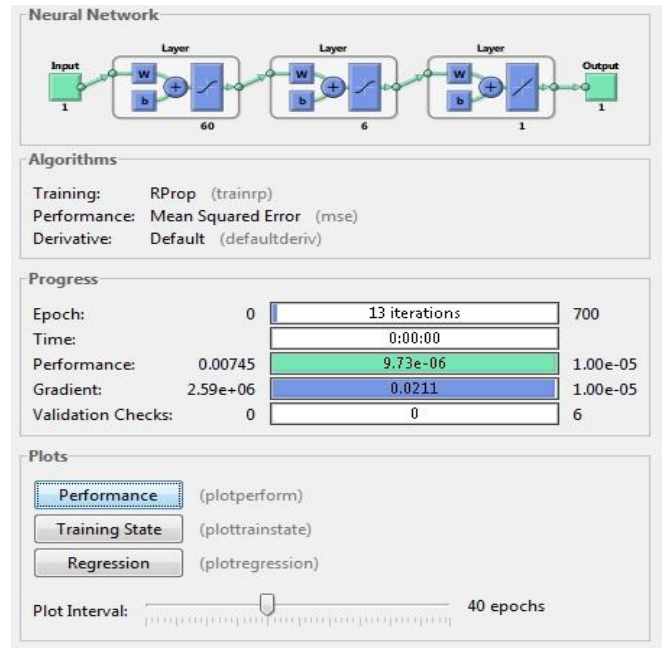 Neural Network
Layer Layer Layer
Input Output
W W W
+ + +
b b b
1 1
60 6 1
Algorithms
Training: RProp (trainrp)
Performance: Mean Squared Error (mse)
Derivative: Default (defaultderiv)
Progress
Epoch: 0 13 iterations 700
Time: 0:00:00
Performance: 0.00745 9.73e-06 1.00e-05
Gradient: 2.59e+06 0.0211 1.00e-05
Validation Checks: 0 0 6
Plots
Performance (plotperform)
Training State (plottrainstate)
Regression (plotregression)
Plot Interval: 40 epochs